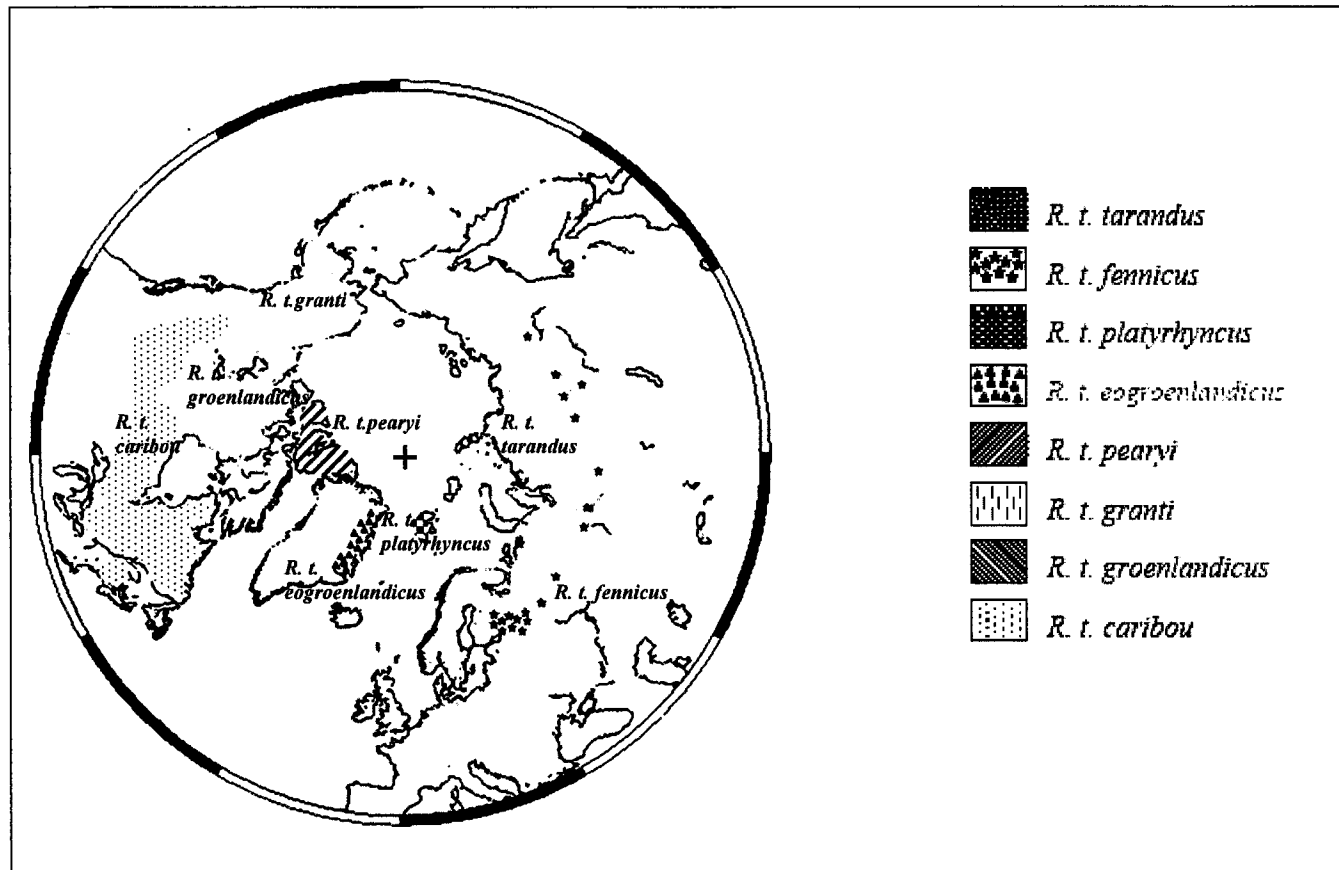 R. t.granti
R. t.
groenlandicus
R. t.
caribou
R. t.pearyi
R. t.
tarandus
R. t.
platyrhyncus
R. t.
eogroenlandicus
R. t. fennicus
R. t. tarandus
R. t. fennicus
R. t. platyrhyncus
R. t. eogroenlandicus
R. t. pearyi
R. t. granti
R. t. groenlandicus
R. t. caribou